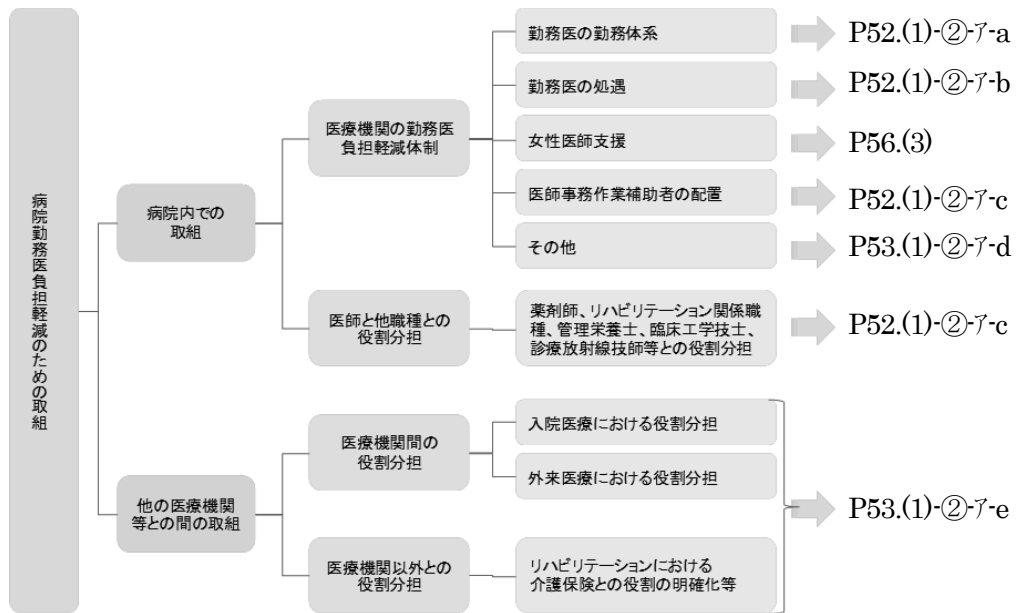 病院勤務医負担軽減のための取組
病院内での
取組
医療機関の勤務医
負担軽減体制
勤務医の勤務体系
P52.(1)-②-ｱ-a
勤務医の処遇
P52.(1)-②-ｱ-b
女性医師支援
P56.(3)
医師事務作業補助者の配置
P52.(1)-②-ｱ-c
その他
P53.(1)-②-ｱ-d
医師と他職種との
役割分担
薬剤師、リハビリテーション関係職
種、管理栄養士、臨床工学技士、
診療放射線技師等との役割分担
P52.(1)-②-ｱ-c
他の医療機関
等との間の取組
医療機関間の
役割分担
入院医療における役割分担
外来医療における役割分担
医療機関以外との
役割分担
リハビリテーションにおける
介護保険との役割の明確化等
P53.(1)-②-ｱ-e